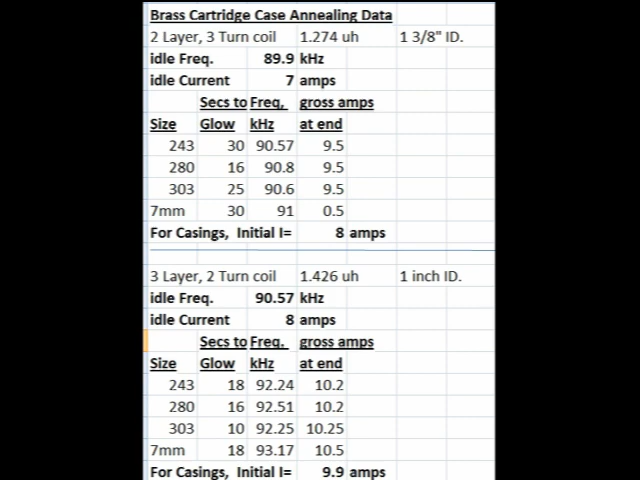 Brass Cartridge Case Annealing Data
2 Layer, 3 Turn coil 1.274 uh 1 3/8" ID.
idle Freq. 89.9 kHz
idle Current 7 amps
Secs to Freq, gross amps
Size Glow kHz at end
243 30 90.57 9.5
280 16 90.8 9.5
303 25 90.6 9.5
7mm 30 91 0.5
For Casings, Initial I= 8 amps
3 Layer, 2 Turn coil 1.426 uh 1 inch ID.
idle Freq. 90.57 kHz
idle Current 8 amps
Secs to Freq. gross amps
Size Glow kHz at end
243 18 92.24 10.2
280 16 92.51 10.2
303 10 92.25 10.25
7mm 18 93.17 10.5
For Casings, Initial I= 9.9 amps